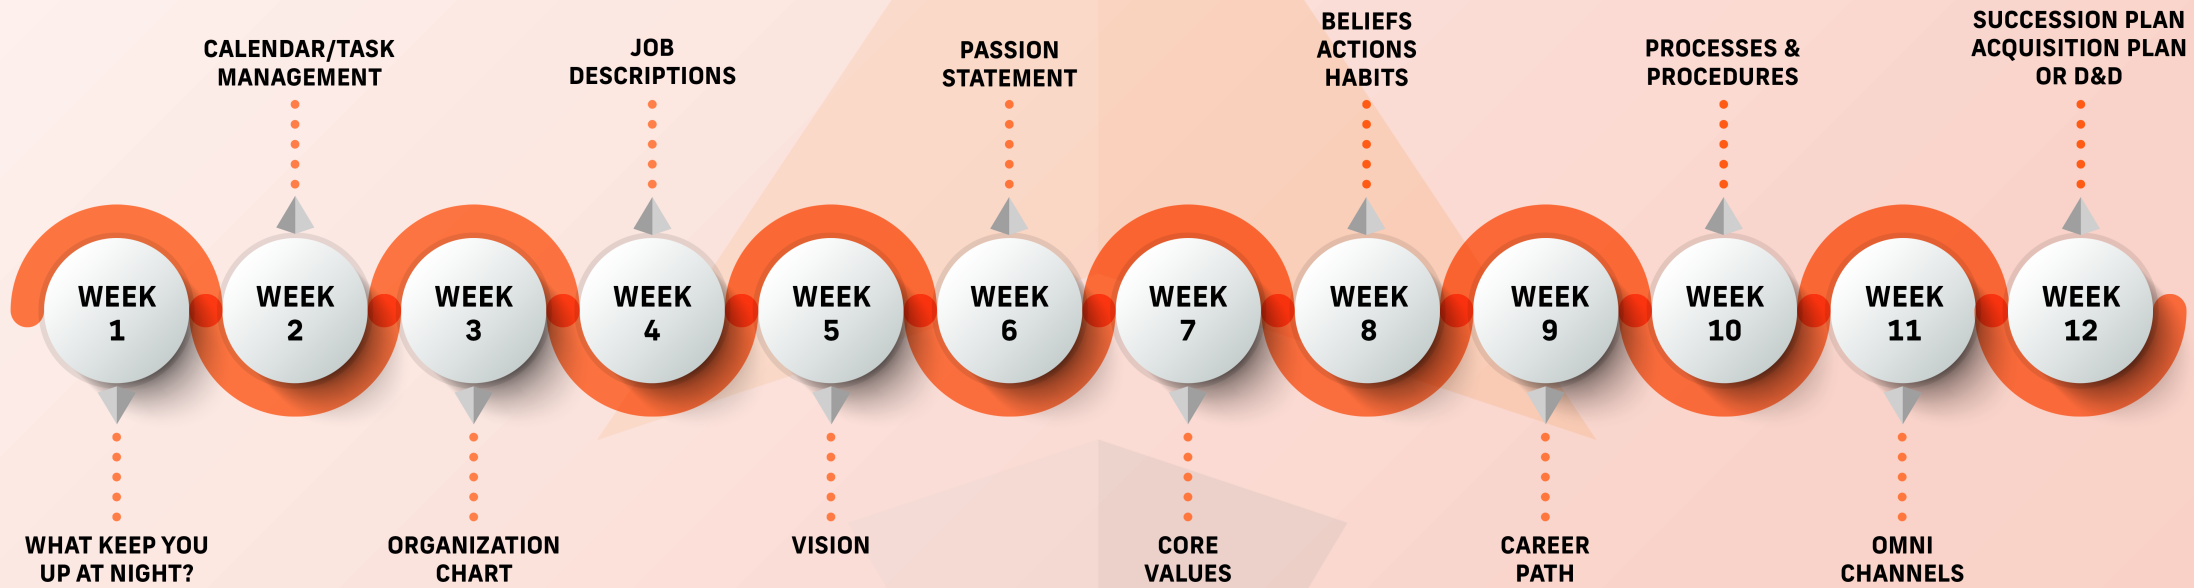 WEEK
1
WHAT KEEP YOU
UP AT NIGHT?
CALENDAR/TASK
MANAGEMENT
WEEK
2
WEEK
3
ORGANIZATION
CHART
JOB
DESCRIPTIONS
WEEK
4
WEEK
5
VISION
PASSION
STATEMENT
WEEK
6
WEEK
7
CORE
VALUES
BELIEFS
ACTIONS
HABITS
WEEK
8
WEEK
9
CAREER
PATH
PROCESSES &
PROCEDURES
WEEK
10
WEEK
11
OMNI
CHANNELS
SUCCESSION PLAN
ACQUISITION PLAN
OR D&D
WEEK
12